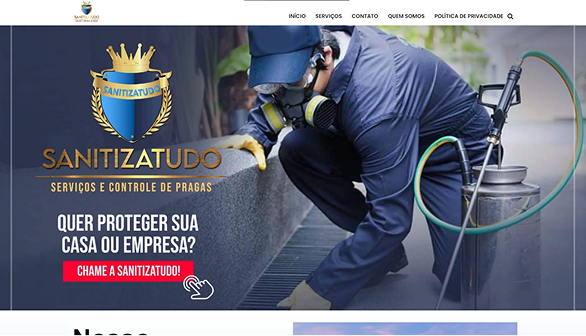 SANITIZATUDO
INÍCIO SERVIÇOS CONTATO QUEM SOMOS POLÍTICA DE PRIVACIDADE
SANITIZATUDO
SANITIZATUDO
SERVIÇOS E CONTROLE DE PRAGAS
QUER PROTEGER SUA
CASA OU EMPRESA?
CHAME A SANITIZATUDO!